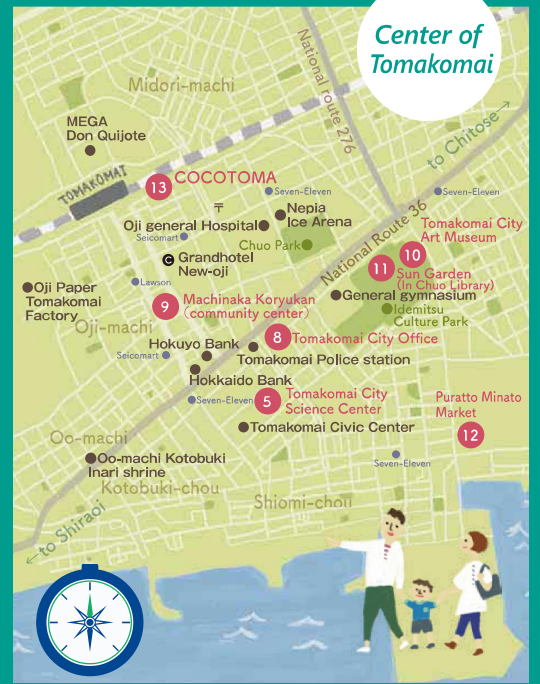 Center of
Tomakomai
National route 276
Midori-machi
MEGA
Don Quijote
to Chitose→
TOMAKOMAI
13
COCOTOMA
Seven-Eleven
Seven-Eleven
〒
Nepia
Ice Arena
Oji general Hospital
Seicomart
Chuo Park
National Route 36
Tomakomai City
Art Museum
10
11
Sun Garden
(In Chuo Library)
C
Grandhotel
New-oji
Lawson
Oji Paper
Tomakomai
Factory
General gymnasium
Idemitsu
Culture Park
9
Machinaka Koryukan
(community center)
Oji-machi
8
Tomakomai City Office
Hokuyo Bank
Seicomart
Tomakomai Police station
Hokkaido Bank
Seven-Eleven
5
Tomakomai City
Science Center
Puratto Minato
Market
12
Tomakomai Civic Center
Oo-machi
Oo-machi Kotobuki
Inari shrine
Seven-Eleven
Kotobuki-chou
Shiomi-chou
←to Shiraoi